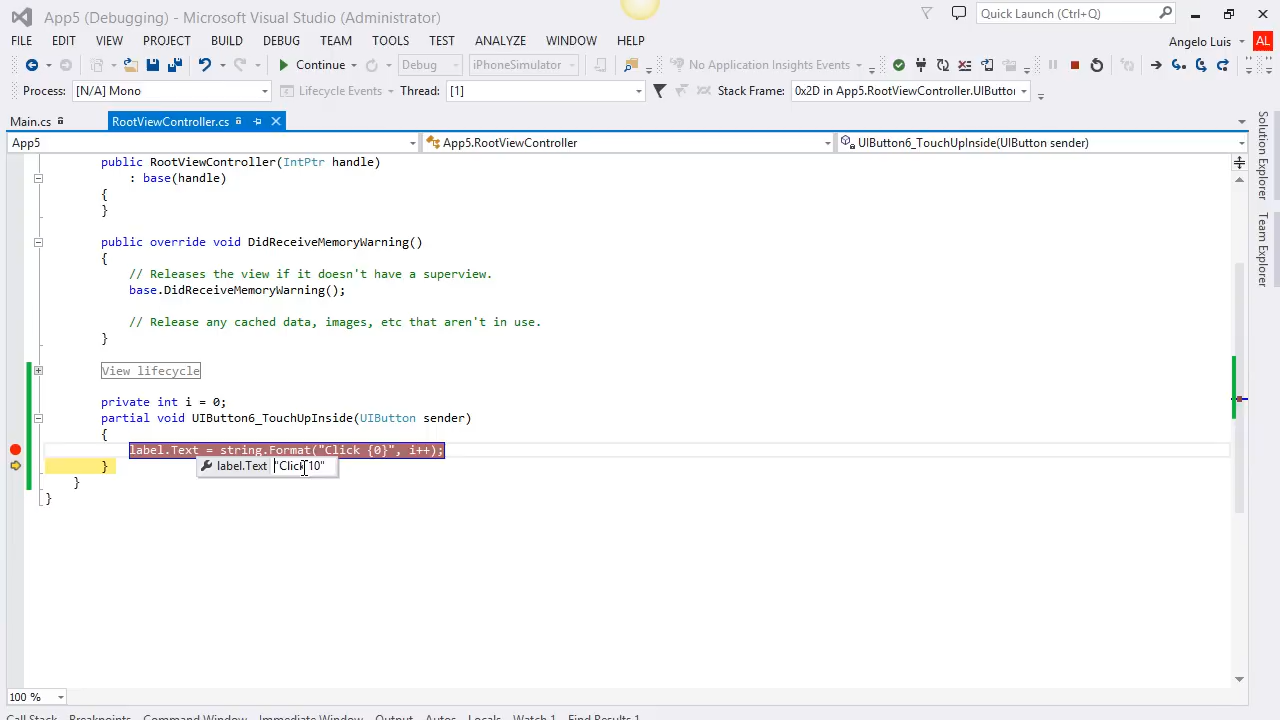 App5 (Debugging) - Microsoft Visual Studio (Administrator)
Quick Launch (Ctrl+Q)
FILE EDIT VIEW PROJECT BUILD DEBUG TEAM TOOLS TEST ANALYZE WINDOW HELP
Angelo Luis AL
Continue Debug iPhoneSimulator No Application Insights Events
Process: [N/A] Mono Lifecycle Events Thread: [1] Stack Frame: 0x2D in App5.RootViewController.UIButton
Main.cs RootViewController.cs
App5 App5.RootViewController UIButton6_TouchUpInside(UIButton sender)
public RootViewController(IntPtr handle)
: base(handle)
{
}
public override void DidReceiveMemoryWarning()
{
// Releases the view if it doesn't have a superview.
base.DidReceiveMemoryWarning();
// Release any cached data, images, etc that aren't in use.
}
View lifecycle
private int i = 0;
partial void UIButton6_TouchUpInside(UIButton sender)
{
label.Text = string.Format("Click {0}", i++);
} label.Text "Click 10"
}
}
Solution Explorer
Team Explorer
100 %
Call Stack Breakpoints Command Window Immediate Window Output Autos Locals Watch 1 Find Results 1